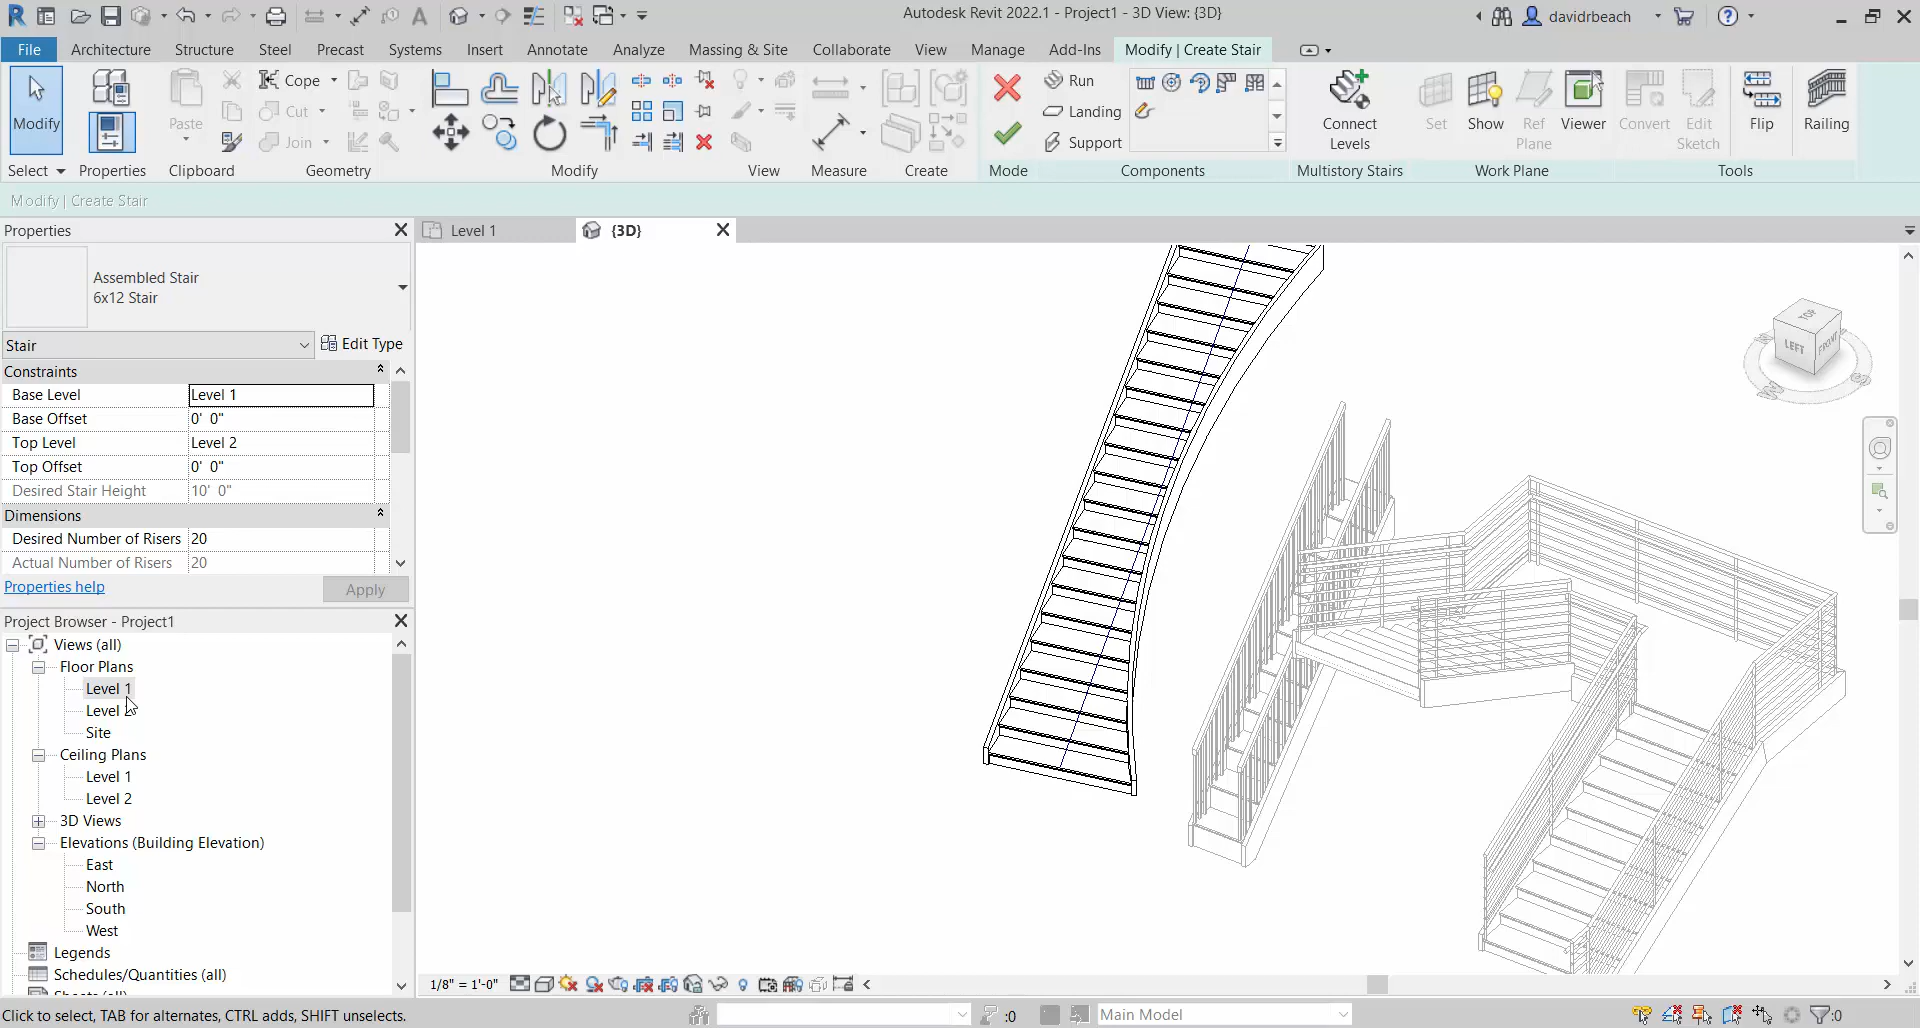 Autodesk Revit 2022.1 - Project1 - 3D View: {3D}
davidrbeach
File Architecture Structure Steel Precast Systems Insert Annotate Analyze Massing & Site Collaborate View Manage Add-Ins Modify | Create Stair
Modify
Paste
Cope
Cut
Join
Run
Landing
Support
Connect Levels
Set
Show
Ref Plane
Viewer
Convert
Edit Sketch
Flip
Railing
Select Properties Clipboard Geometry Modify View Measure Create Mode Components Multistory Stairs Work Plane Tools
Modify | Create Stair
Properties
Level 1
{3D}
Assembled Stair
6x12 Stair
Stair
Edit Type
Constraints
Base Level Level 1
Base Offset 0' 0"
Top Level Level 2
Top Offset 0' 0"
Desired Stair Height 10' 0"
Dimensions
Desired Number of Risers 20
Actual Number of Risers 20
Properties help
Apply
TOP
LEFT
FRONT
Project Browser - Project1
Views (all)
Floor Plans
Level 1
Level 2
Site
Ceiling Plans
Level 1
Level 2
3D Views
Elevations (Building Elevation)
East
North
South
West
Legends
Schedules/Quantities (all)
1/8" = 1'-0"
Click to select, TAB for alternates, CTRL adds, SHIFT unselects.
:0
Main Model
:0